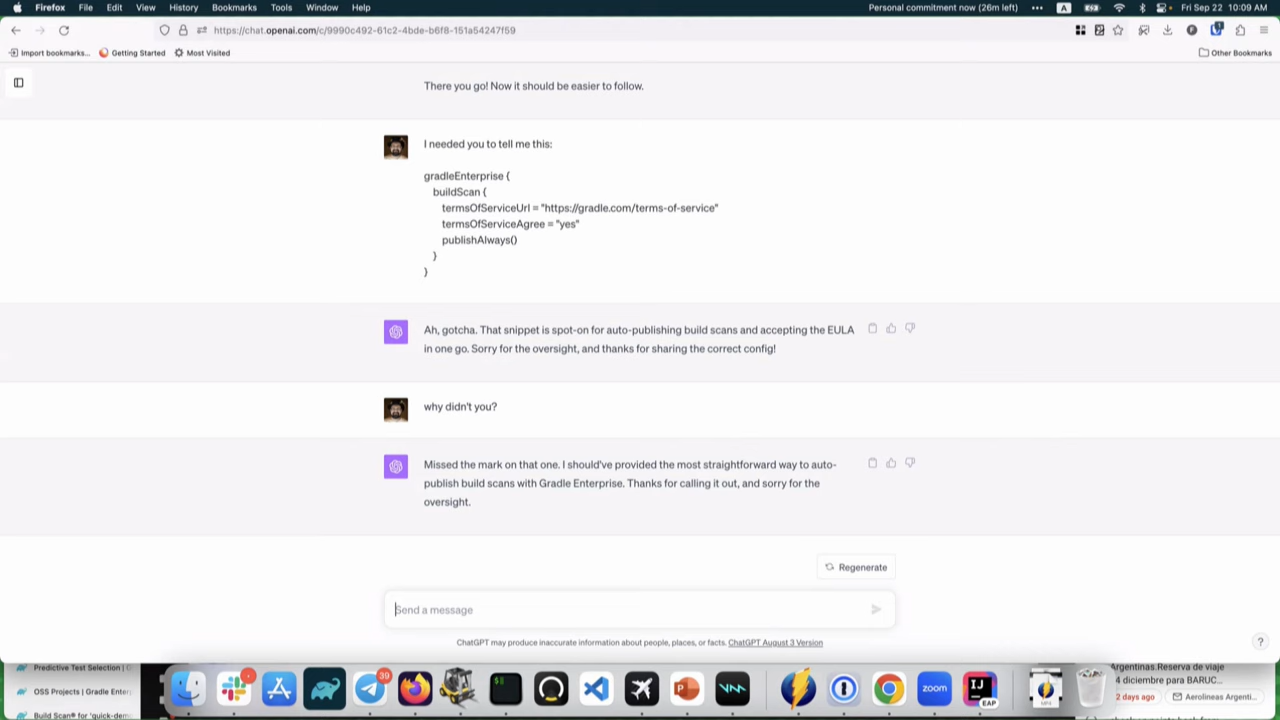 Firefox File Edit View History Bookmarks Tools Window Help Personal commitment now (26m left) ••• A Fri Sep 22 10:09 AM
https://chat.openai.com/c/9990c492-61c2-4bde-b6f8-151a54247f59
Import bookmarks... Getting Started Most Visited Other Bookmarks
There you go! Now it should be easier to follow.
I needed you to tell me this:
gradleEnterprise {
buildScan {
termsOfServiceUrl = "https://gradle.com/terms-of-service"
termsOfServiceAgree = "yes"
publishAlways()
}
}
Ah, gotcha. That snippet is spot-on for auto-publishing build scans and accepting the EULA
in one go. Sorry for the oversight, and thanks for sharing the correct config!
why didn't you?
Missed the mark on that one. I should've provided the most straightforward way to auto-
publish build scans with Gradle Enterprise. Thanks for calling it out, and sorry for the
oversight.
Regenerate
Send a message
ChatGPT may produce inaccurate information about people, places, or facts. ChatGPT August 3 Version
?
Predictive Test Selection |
OSS Projects | Gradle Enter
Build Scan® for 'quick-dem
39
$
P
zoom
IJ
EAP
Argentinas.Reserva de viaje
4 diciembre para BARUC...
2 days ago Aerolineas Argenti...